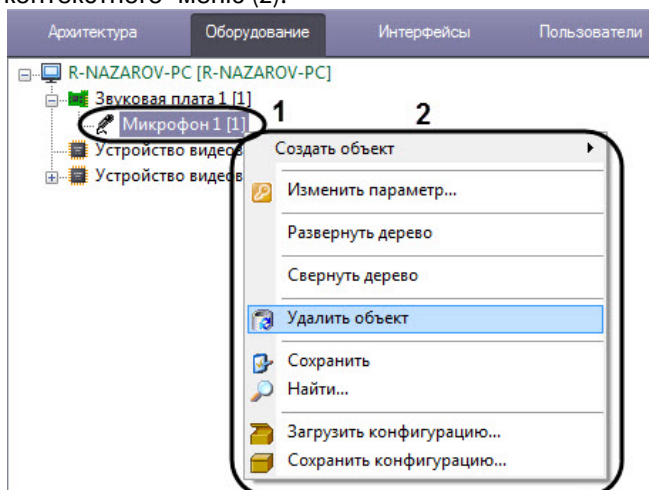 контекстного меню (2).
Архитектура Оборудование Интерфейсы Пользователи
R-NAZAROV-PC [R-NAZAROV-PC]
Звуковая плата 1 [1]
1 2
Микрофон 1 [1]
Устройство видеов
Устройство видеов
Создать объект
Изменить параметр...
Развернуть дерево
Свернуть дерево
Удалить объект
Сохранить
Найти...
Загрузить конфигурацию...
Сохранить конфигурацию...